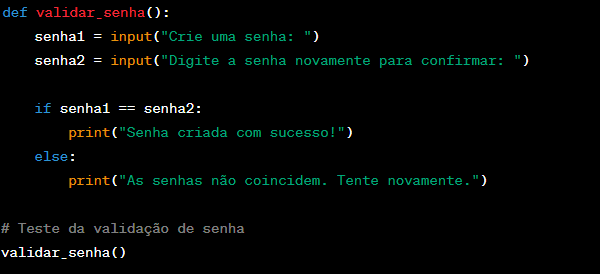 def validar_senha():
    senha1 = input("Crie uma senha: ")
    senha2 = input("Digite a senha novamente para confirmar: ")

    if senha1 == senha2:
        print("Senha criada com sucesso!")
    else:
        print("As senhas não coincidem. Tente novamente.")

# Teste da validação de senha
validar_senha()